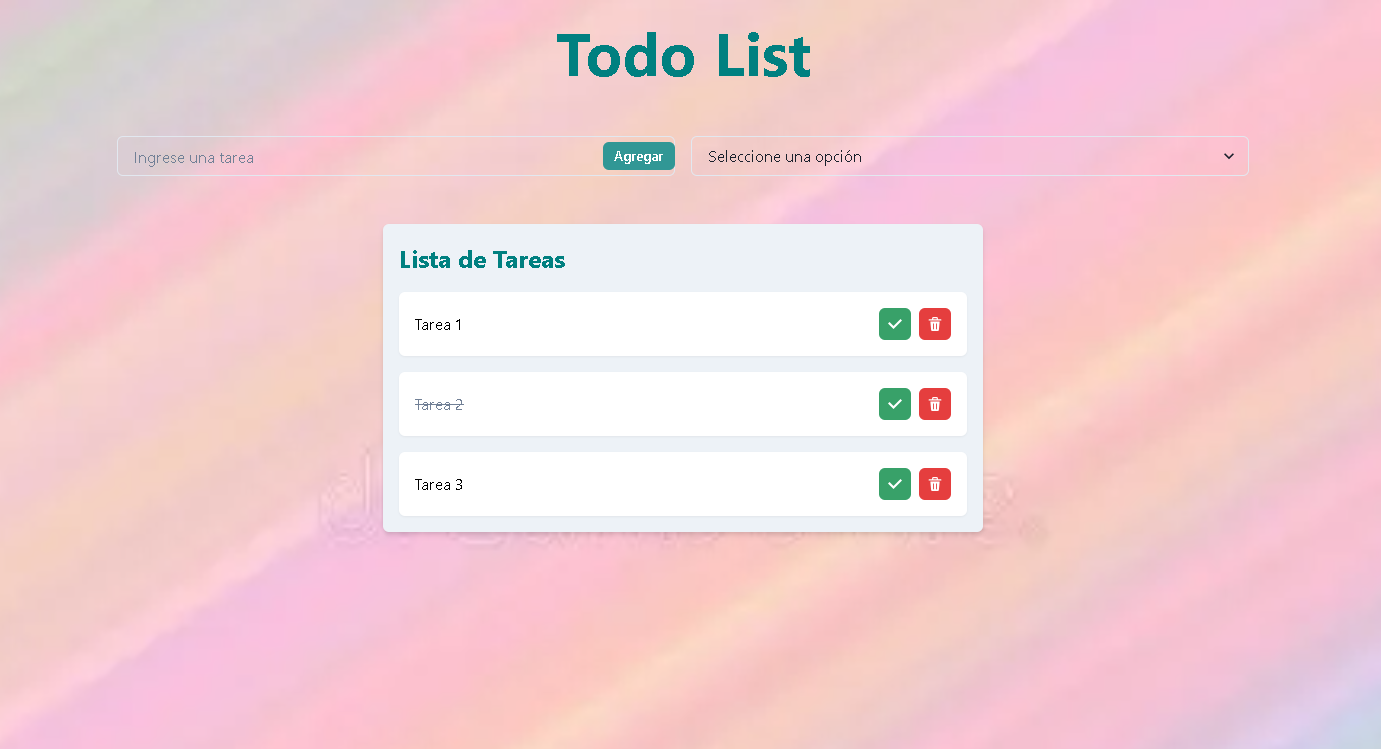 Todo List
Ingrese una tarea
Agregar
Seleccione una opción
Lista de Tareas
Tarea 1
Tarea 2
Tarea 3